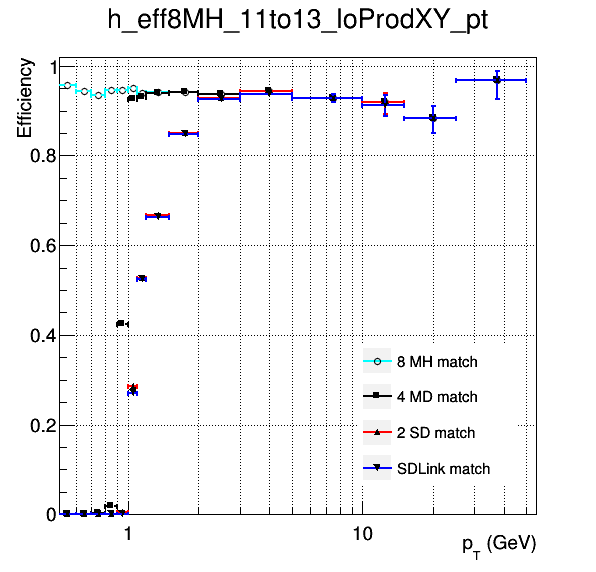 h_eff8MH_11to13_loProdXY_pt
Efficiency
1
0.8
0.6
0.4
0.2
0
8 MH match
4 MD match
2 SD match
SDLink match
1
10
p_T (GeV)